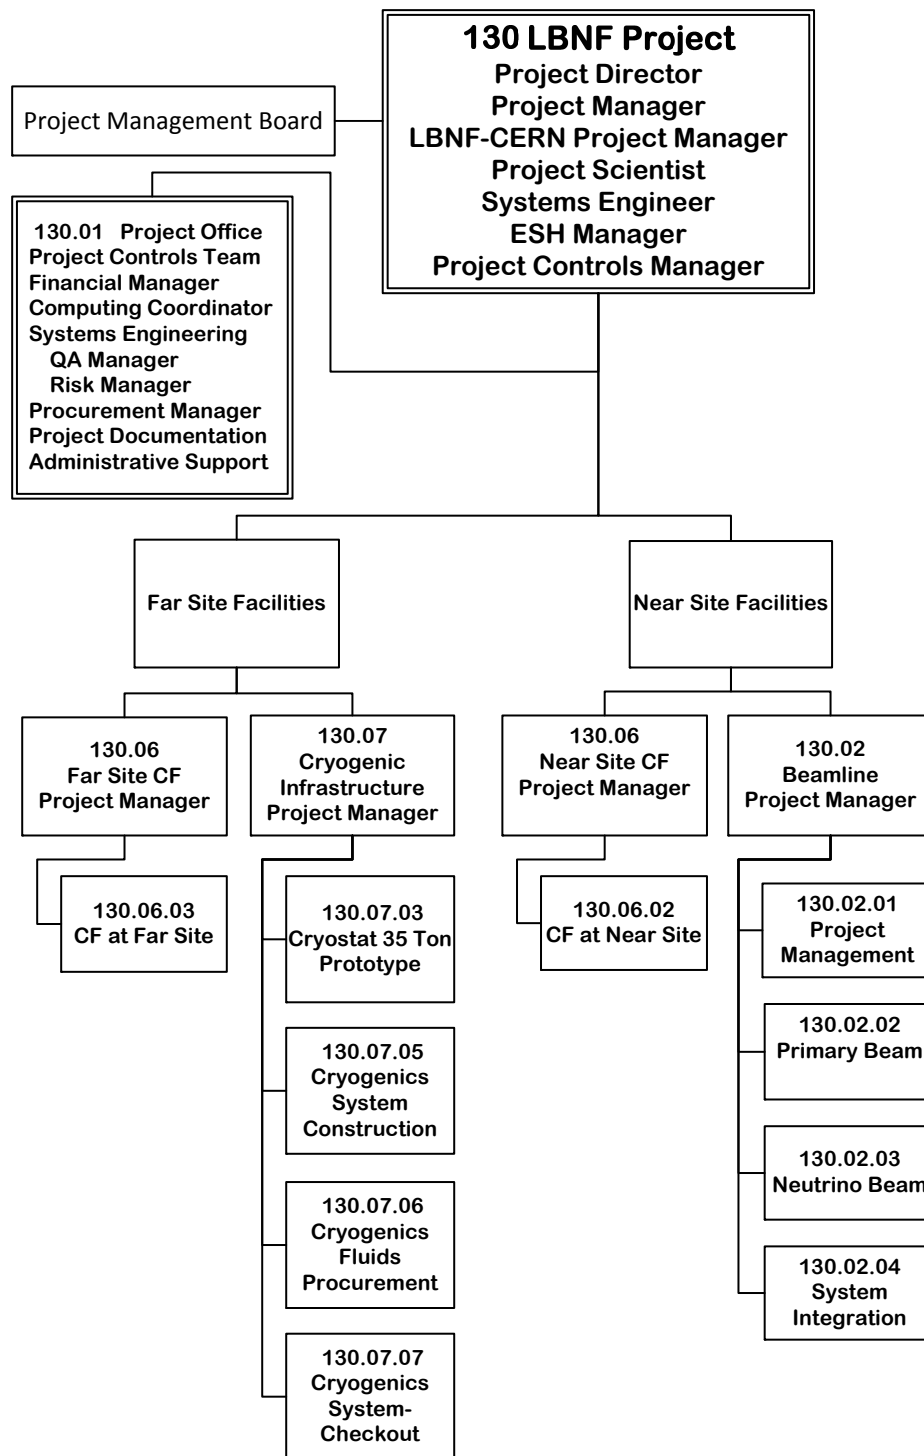 130 LBNF Project
Project Director
Project Manager
LBNF-CERN Project Manager
Project Scientist
Systems Engineer
ESH Manager
Project Controls Manager
Project Management Board
130.01 Project Office
Project Controls Team
Financial Manager
Computing Coordinator
Systems Engineering
QA Manager
Risk Manager
Procurement Manager
Project Documentation
Administrative Support
Far Site Facilities
Near Site Facilities
130.06
Far Site CF
Project Manager
130.07
Cryogenic
Infrastructure
Project Manager
130.06
Near Site CF
Project Manager
130.02
Beamline
Project Manager
130.06.03
CF at Far Site
130.07.03
Cryostat 35 Ton
Prototype
130.07.05
Cryogenics
System
Construction
130.07.06
Cryogenics
Fluids
Procurement
130.07.07
Cryogenics
System-
Checkout
130.06.02
CF at Near Site
130.02.01
Project
Management
130.02.02
Primary Beam
130.02.03
Neutrino Beam
130.02.04
System
Integration